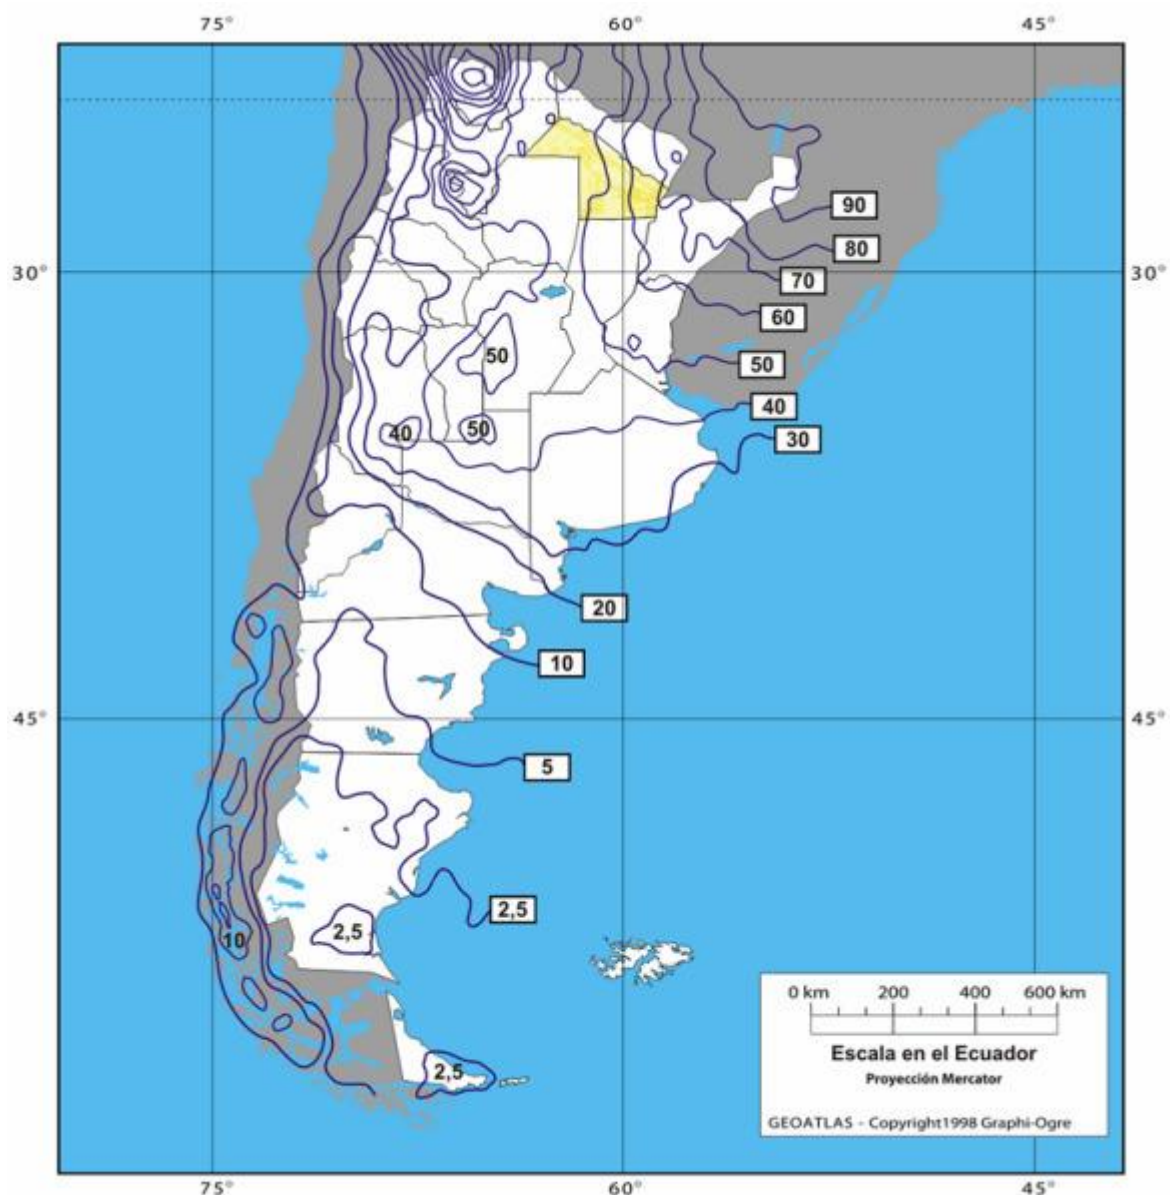 75° 60° 45°
90
30° 80 30°
70
60
50 50
40 50 40
30
20
10
45° 45°
5
2,5
2,5
10
0 km 200 400 600 km
Escala en el Ecuador
2,5 Proyección Mercator
GEOATLAS - Copyright1998 Graphi-Ogre
75° 60° 45°